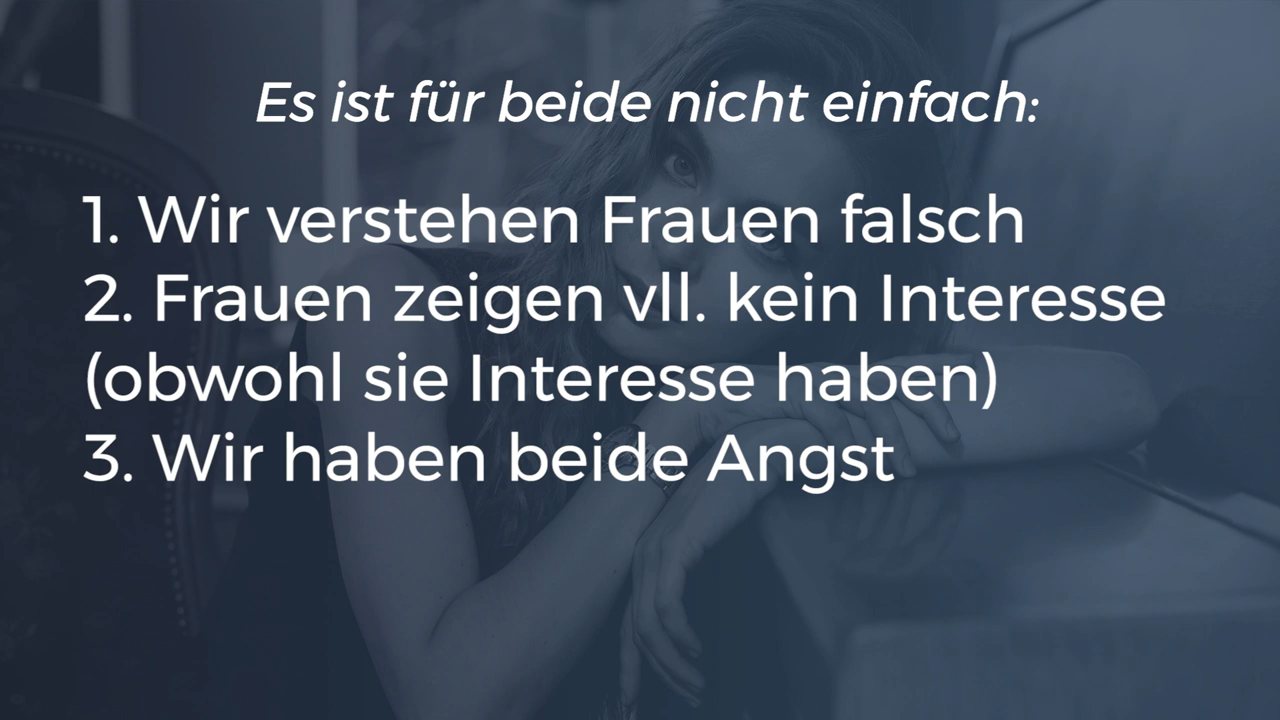 Es ist für beide nicht einfach:
1. Wir verstehen Frauen falsch
2. Frauen zeigen vll. kein Interesse
(obwohl sie Interesse haben)
3. Wir haben beide Angst